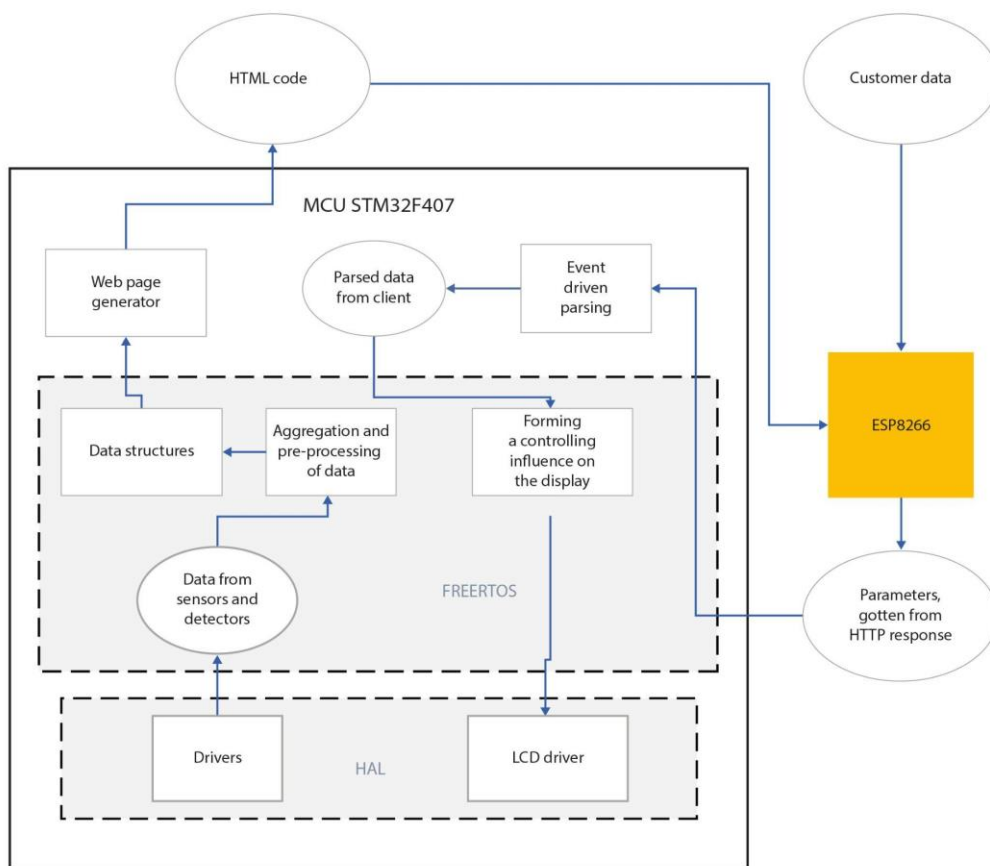 HTML code
Customer data
MCU STM32F407
Web page
generator
Parsed data
from client
Event
driven
parsing
Data structures
Aggregation and
pre-processing
of data
Forming
a controlling
influence on
the display
ESP8266
Data from
sensors and
detectors
FREERTOS
Parameters,
gotten from
HTTP response
Drivers
HAL
LCD driver